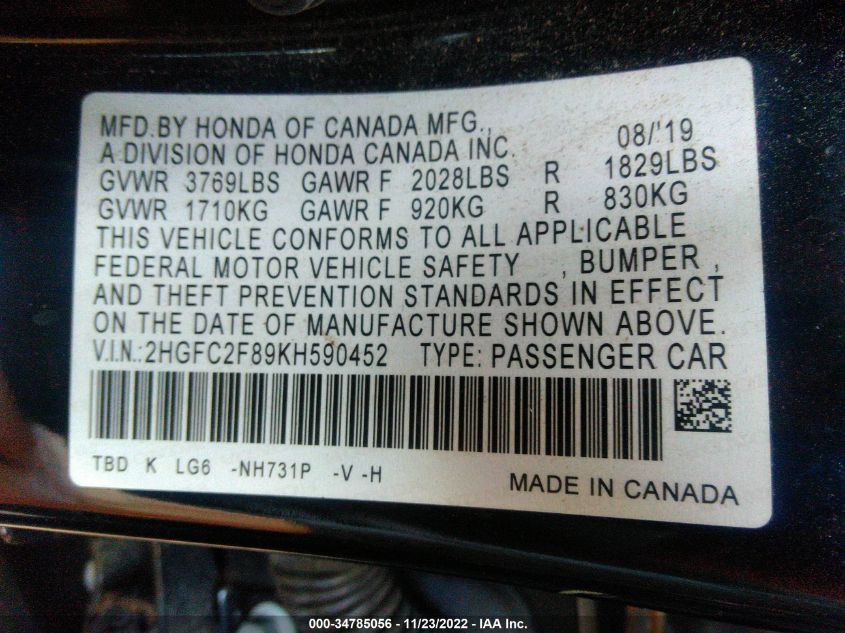 MFD.BY HONDA OF CANADA MFG., 08/'19
A DIVISION OF HONDA CANADA INC.
GVWR 3769LBS GAWR F 2028LBS R 1829LBS
GVWR 1710KG GAWR F 920KG R 830KG
THIS VEHICLE CONFORMS TO ALL APPLICABLE
FEDERAL MOTOR VEHICLE SAFETY , BUMPER ,
AND THEFT PREVENTION STANDARDS IN EFFECT
ON THE DATE OF MANUFACTURE SHOWN ABOVE.
V.I.N.:2HGFC2F89KH590452 TYPE: PASSENGER CAR
TBD K LG6 -NH731P -V -H
MADE IN CANADA
000-34785056 — 11/23/2022 - IAA Inc.